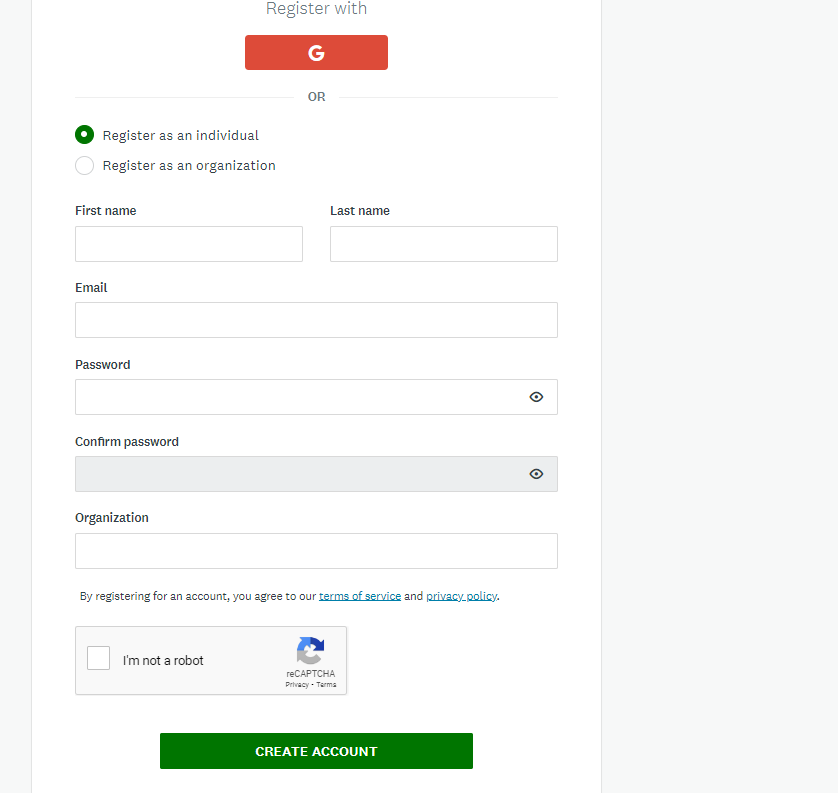 Register with
G
OR
Register as an individual
Register as an organization
First name Last name
Email
Password
Confirm password
Organization
By registering for an account, you agree to our terms of service and privacy policy.
I'm not a robot
reCAPTCHA
Privacy - Terms
CREATE ACCOUNT